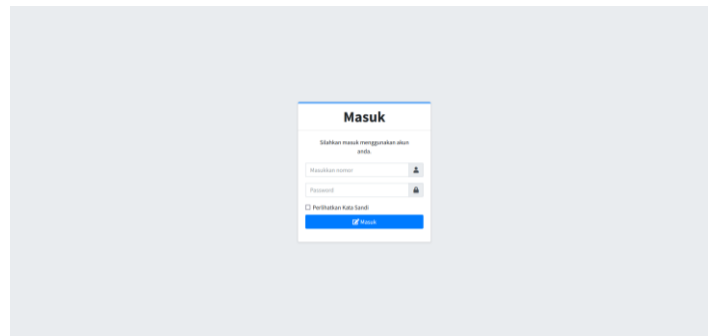 Masuk
Silahkan masuk menggunakan akun
anda.
Masukkan nomor
Password
Perlihatkan Kata Sandi
Masuk